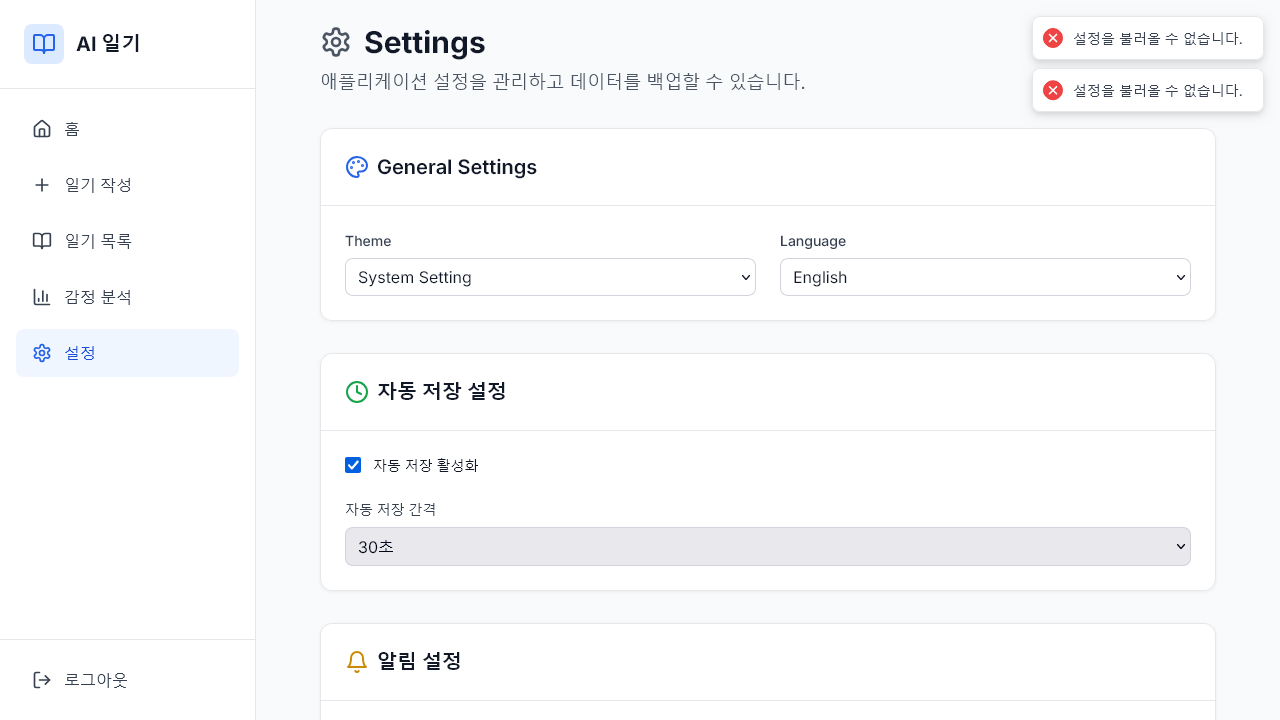 AI 일기
홈
일기 작성
일기 목록
감정 분석
설정
로그아웃
Settings
애플리케이션 설정을 관리하고 데이터를 백업할 수 있습니다.
설정을 불러올 수 없습니다.
설정을 불러올 수 없습니다.
General Settings
Theme
System Setting
Language
English
자동 저장 설정
자동 저장 활성화
자동 저장 간격
30초
알림 설정